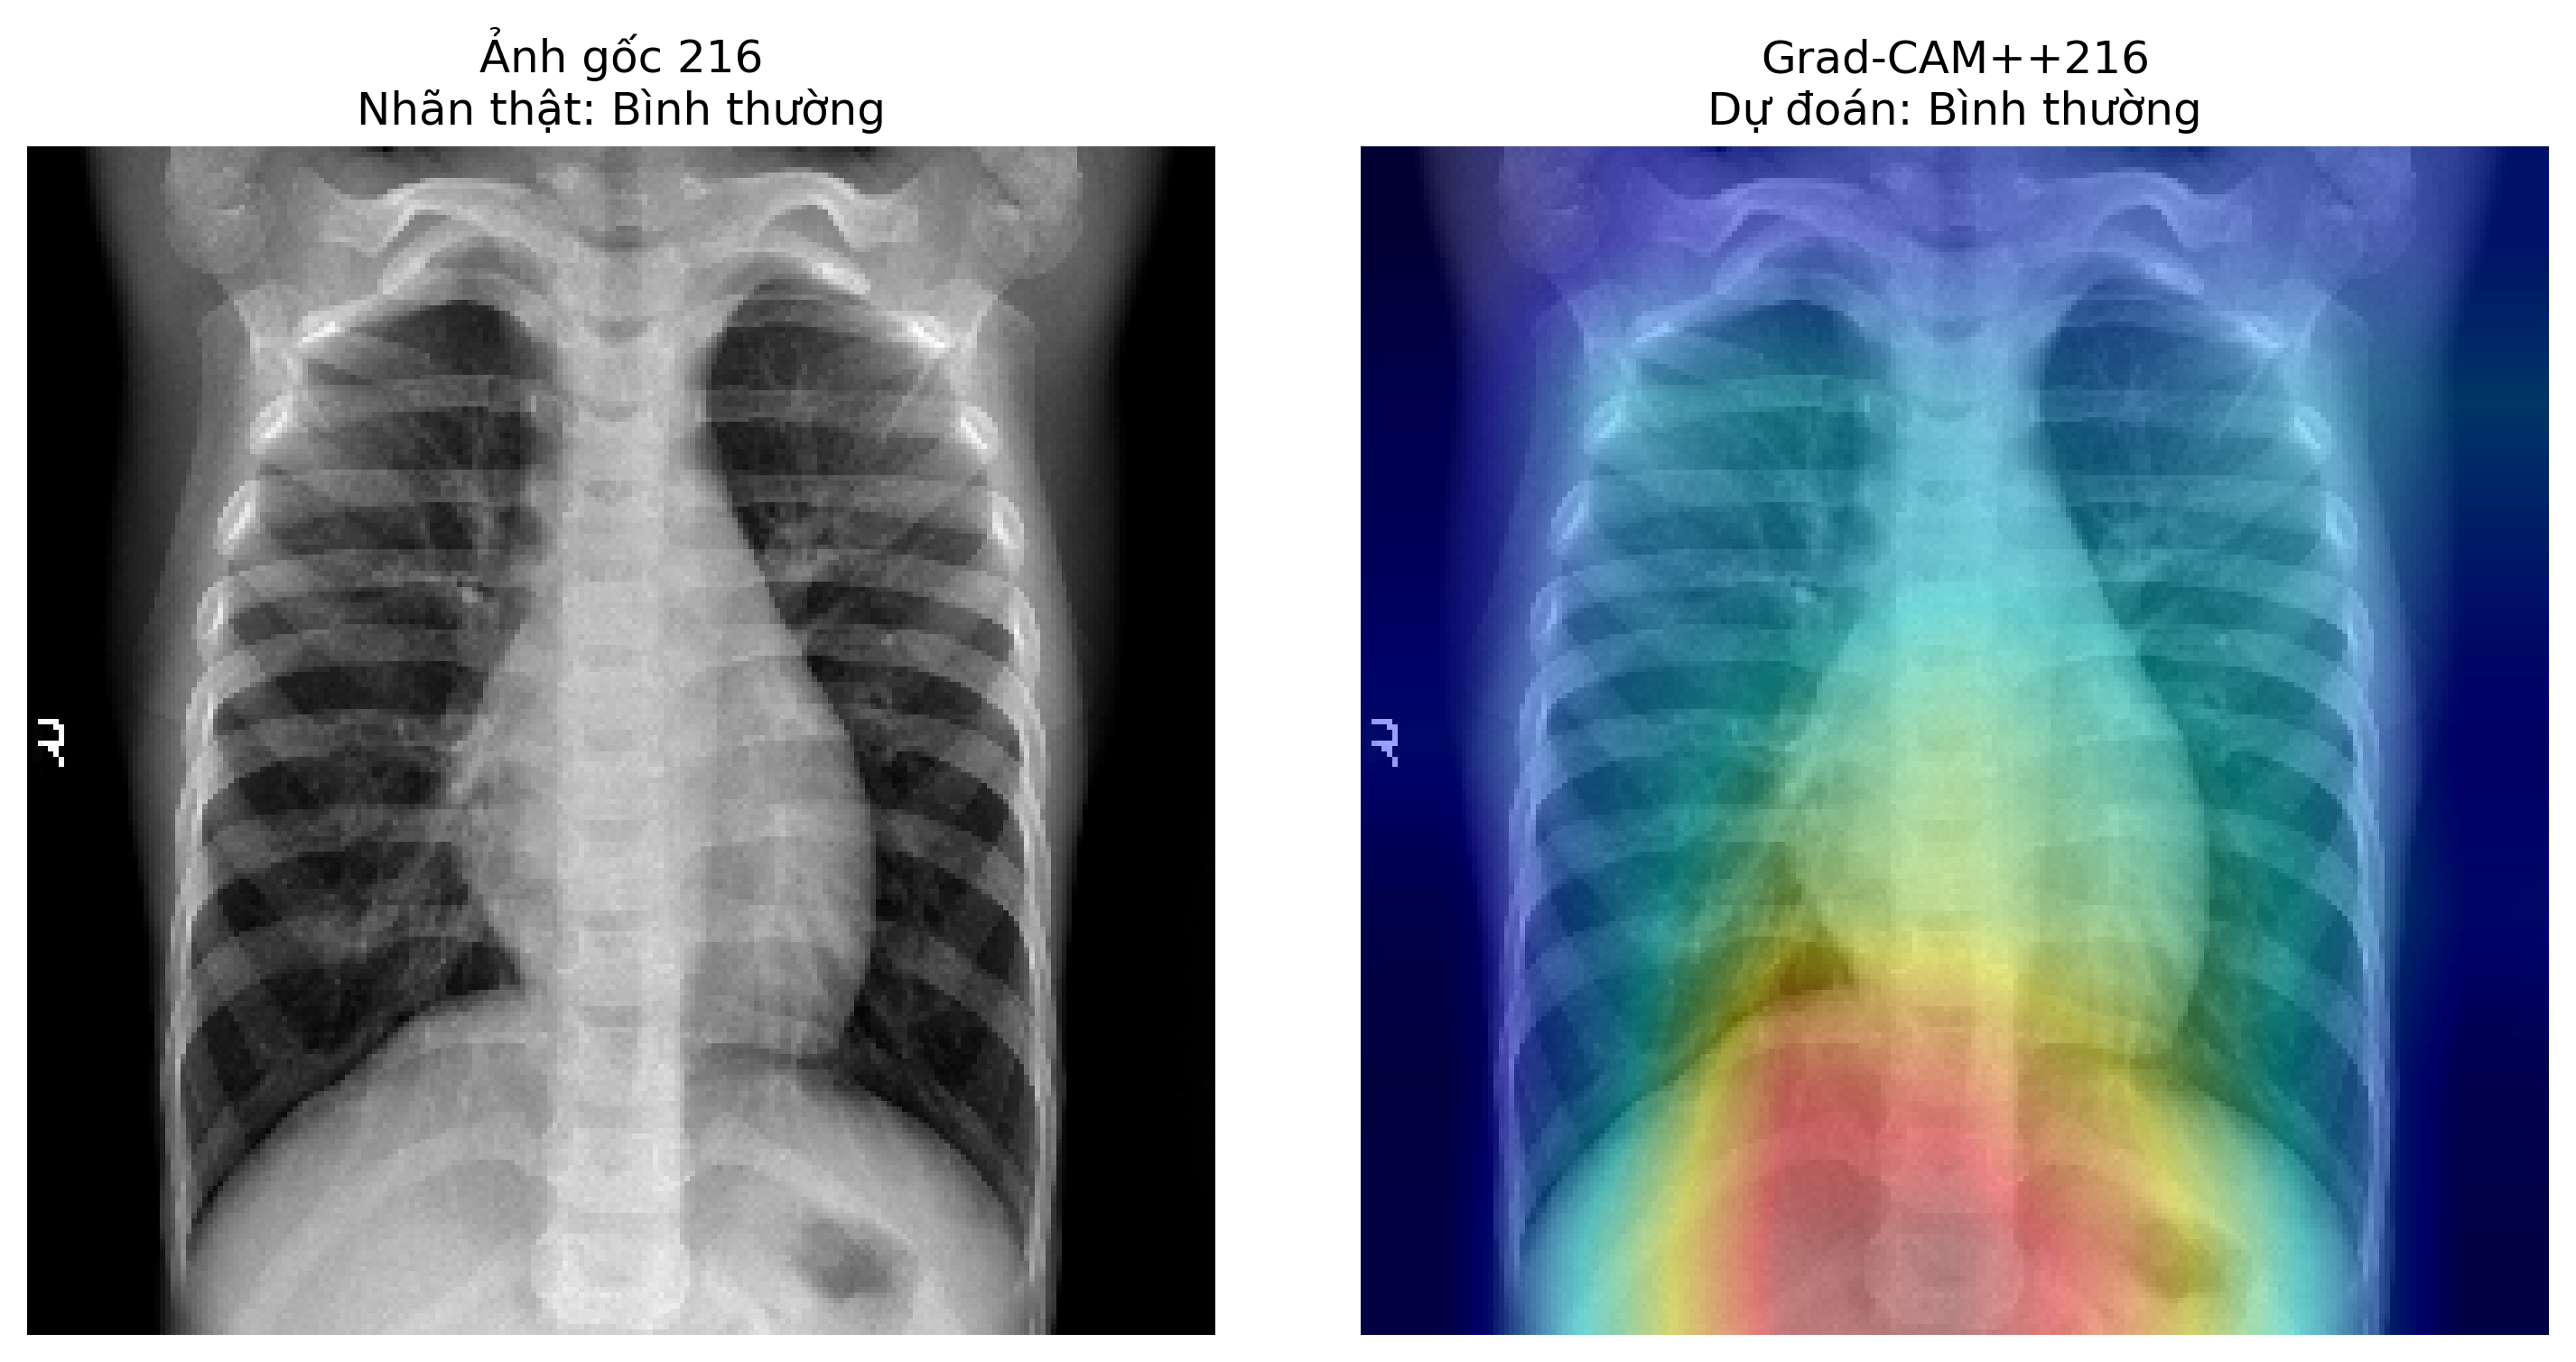 Ảnh gốc 216
Nhãn thật: Bình thường
Grad-CAM++216
Dự đoán: Bình thường
R
R